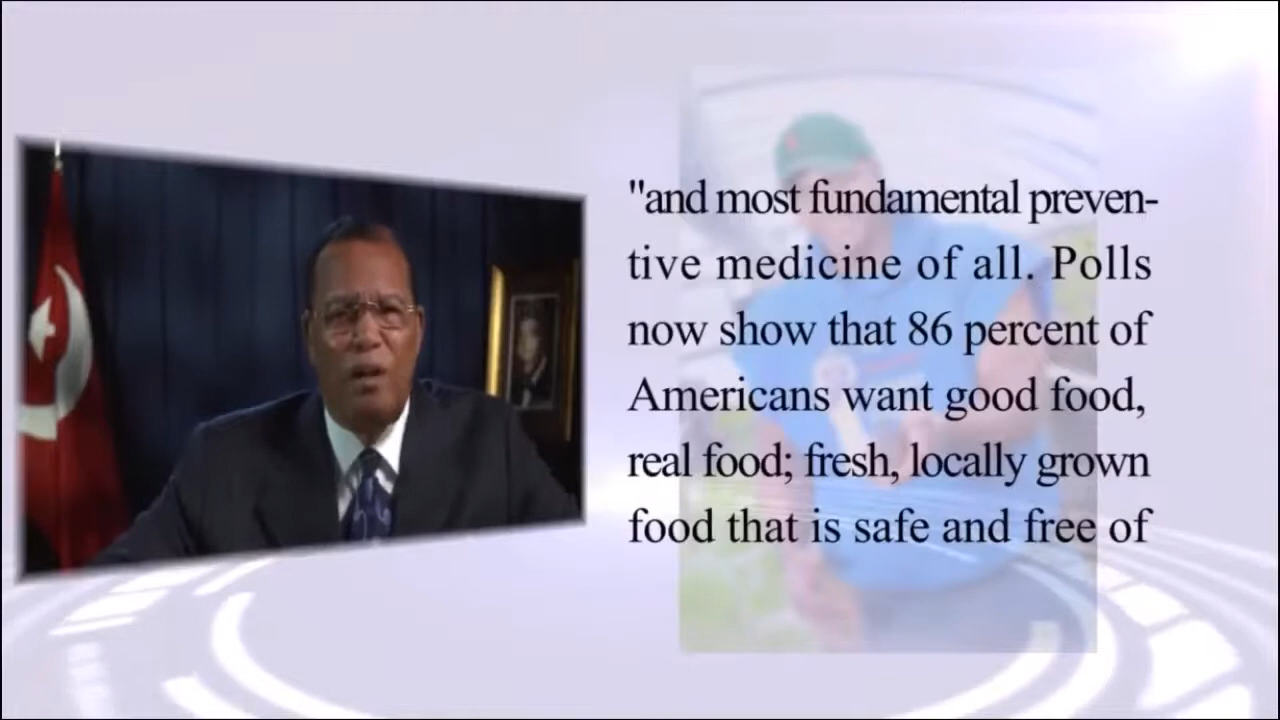 "and most fundamental preven-
tive medicine of all. Polls
now show that 86 percent of
Americans want good food,
real food; fresh, locally grown
food that is safe and free of